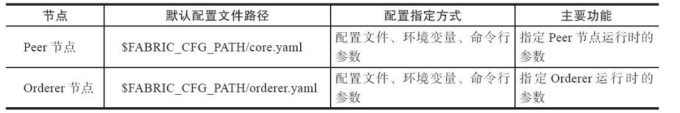 节点 默认配置文件路径 配置指定方式 主要功能
Peer 节点 $FABRIC_CFG_PATH/core.yaml 配置文件、环境变量、命令行参数 指定 Peer 节点运行时的参数
Orderer 节点 $FABRIC_CFG_PATH/orderer.yaml 配置文件、环境变量、命令行参数 指定 Orderer 运行时的参数